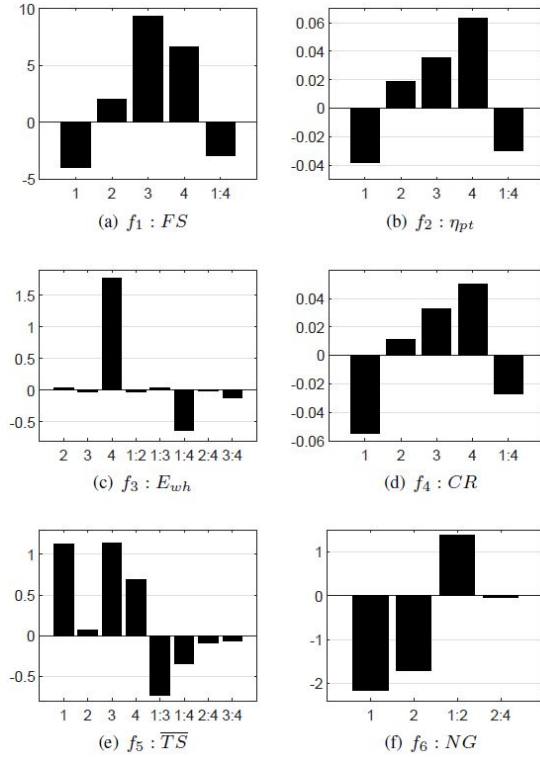 10
5
0
-5
1 2 3 4 1:4
(a) f₁ : FS
0.06
0.04
0.02
0
-0.02
-0.04
1 2 3 4 1:4
(b) f₂ : ηₚₜ
1.5
1
0.5
0
-0.5
2 3 4 1:2 1:3 1:4 2:4 3:4
(c) f₃ : E_wh
0.04
0.02
0
-0.02
-0.04
-0.06
1 2 3 4 1:4
(d) f₄ : CR
1
0.5
0
-0.5
1 2 3 4 1:3 1:4 2:4 3:4
(e) f₅ : T̅S̅
1
0
-1
-2
1 2 1:2 2:4
(f) f₆ : NG